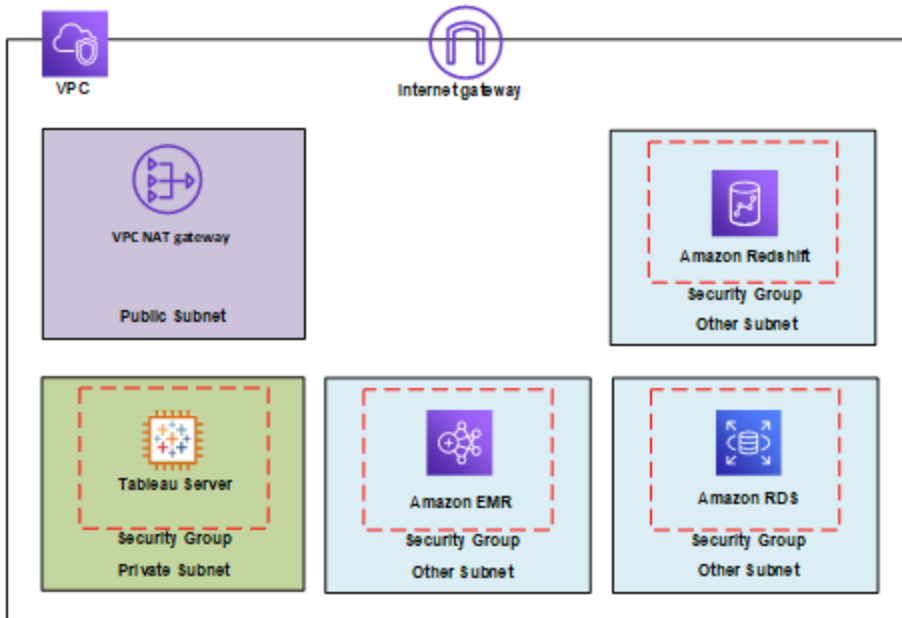 VPC
Internet gateway
VPC NAT gateway
Public Subnet
Amazon Redshift
Security Group
Other Subnet
Tableau Server
Security Group
Private Subnet
Amazon EMR
Security Group
Other Subnet
Amazon RDS
Security Group
Other Subnet